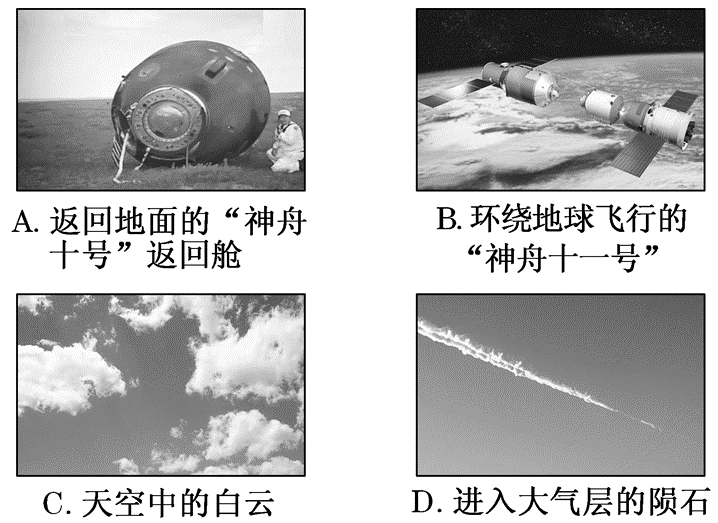 A. 返回地面的“神舟
十号”返回舱
B. 环绕地球飞行的
“神舟十一号”
C. 天空中的白云
D. 进入大气层的陨石